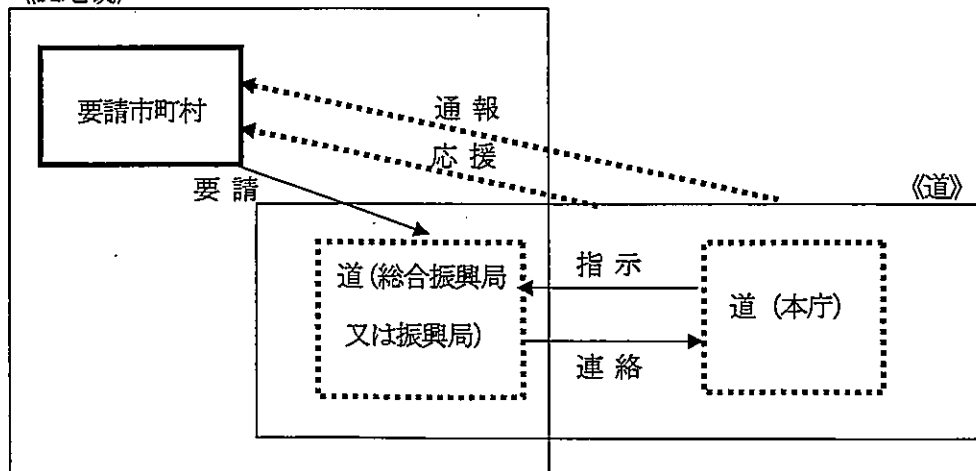 要請市町村
通 報
応 援
要 請
《道》
道(総合振興局
又は振興局)
指 示
連 絡
道(本庁)